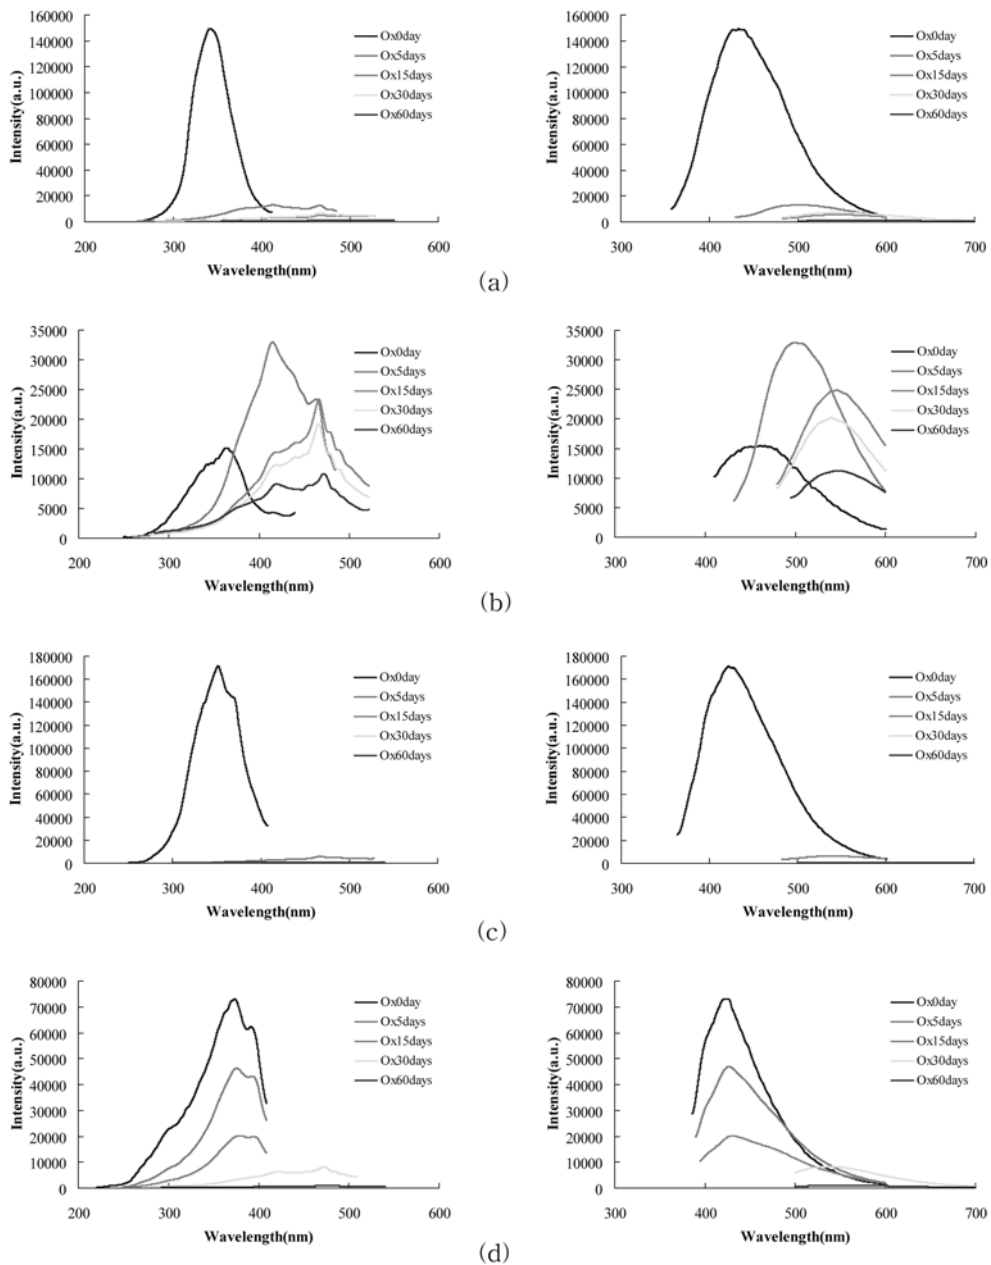 160000
140000
120000
100000
80000
60000
40000
20000
0
200
300
400
500
600
Intensity(a.u.)
Wavelength(nm)
Ox0day
Ox5days
Ox15days
Ox30days
Ox60days
160000
140000
120000
100000
80000
60000
40000
20000
0
300
400
500
600
700
Intensity(a.u.)
Wavelength(nm)
Ox0day
Ox5days
Ox15days
Ox30days
Ox60days
(a)
35000
30000
25000
20000
15000
10000
5000
0
200
300
400
500
600
Intensity(a.u.)
Wavelength(nm)
Ox0day
Ox5days
Ox15days
Ox30days
Ox60days
35000
30000
25000
20000
15000
10000
5000
0
300
400
500
600
700
Intensity(a.u.)
Wavelength(nm)
Ox0day
Ox5days
Ox15days
Ox30days
Ox60days
(b)
180000
160000
140000
120000
100000
80000
60000
40000
20000
0
200
300
400
500
600
Intensity(a.u.)
Wavelength(nm)
Ox0day
Ox5days
Ox15days
Ox30days
Ox60days
180000
160000
140000
120000
100000
80000
60000
40000
20000
0
300
400
500
600
700
Intensity(a.u.)
Wavelength(nm)
Ox0day
Ox5days
Ox15days
Ox30days
Ox60days
(c)
80000
70000
60000
50000
40000
30000
20000
10000
0
200
300
400
500
600
Intensity(a.u.)
Wavelength(nm)
Ox0day
Ox5days
Ox15days
Ox30days
Ox60days
80000
70000
60000
50000
40000
30000
20000
10000
0
300
400
500
600
700
Intensity(a.u.)
Wavelength(nm)
Ox0day
Ox5days
Ox15days
Ox30days
Ox60days
(d)